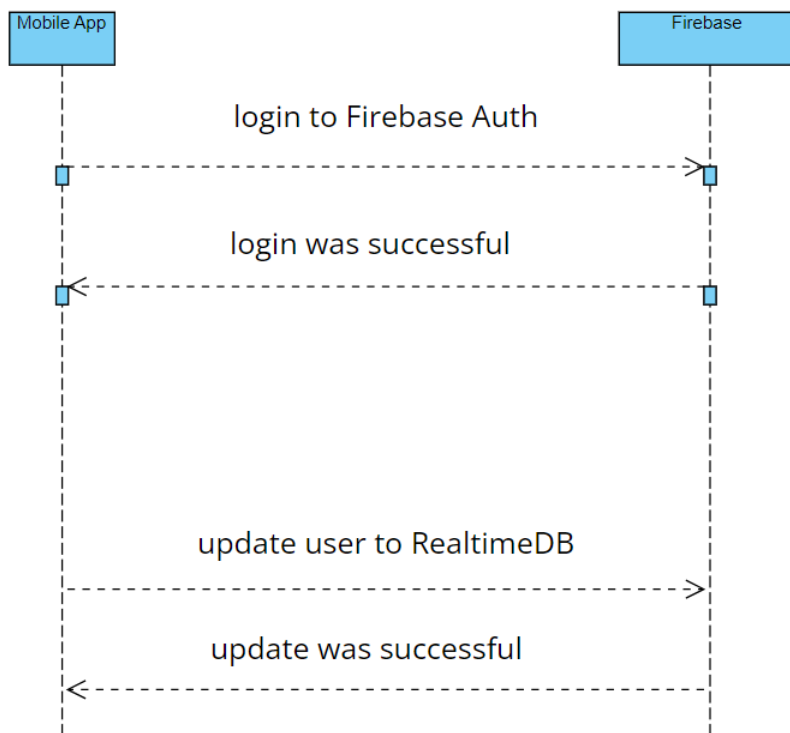 Mobile App
Firebase
login to Firebase Auth
login was successful
update user to RealtimeDB
update was successful